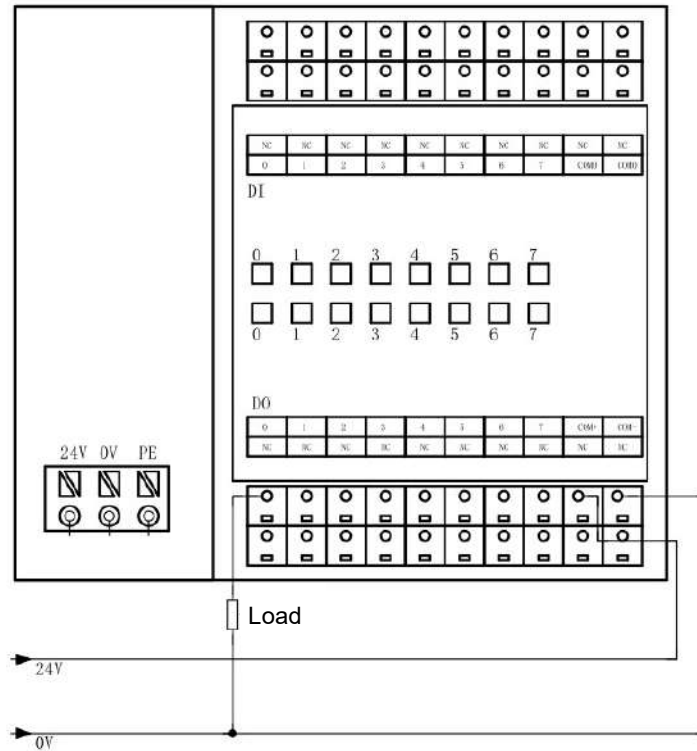 NC NC NC NC NC NC NC NC NC NC
0 1 2 3 4 5 6 7 COM0 COM0
DI
0 1 2 3 4 5 6 7
0 1 2 3 4 5 6 7
DO
0 1 2 3 4 5 6 7 COM+ COM-
NC NC NC NC NC NC NC NC NC NC
24V 0V PE
Load
24V
0V